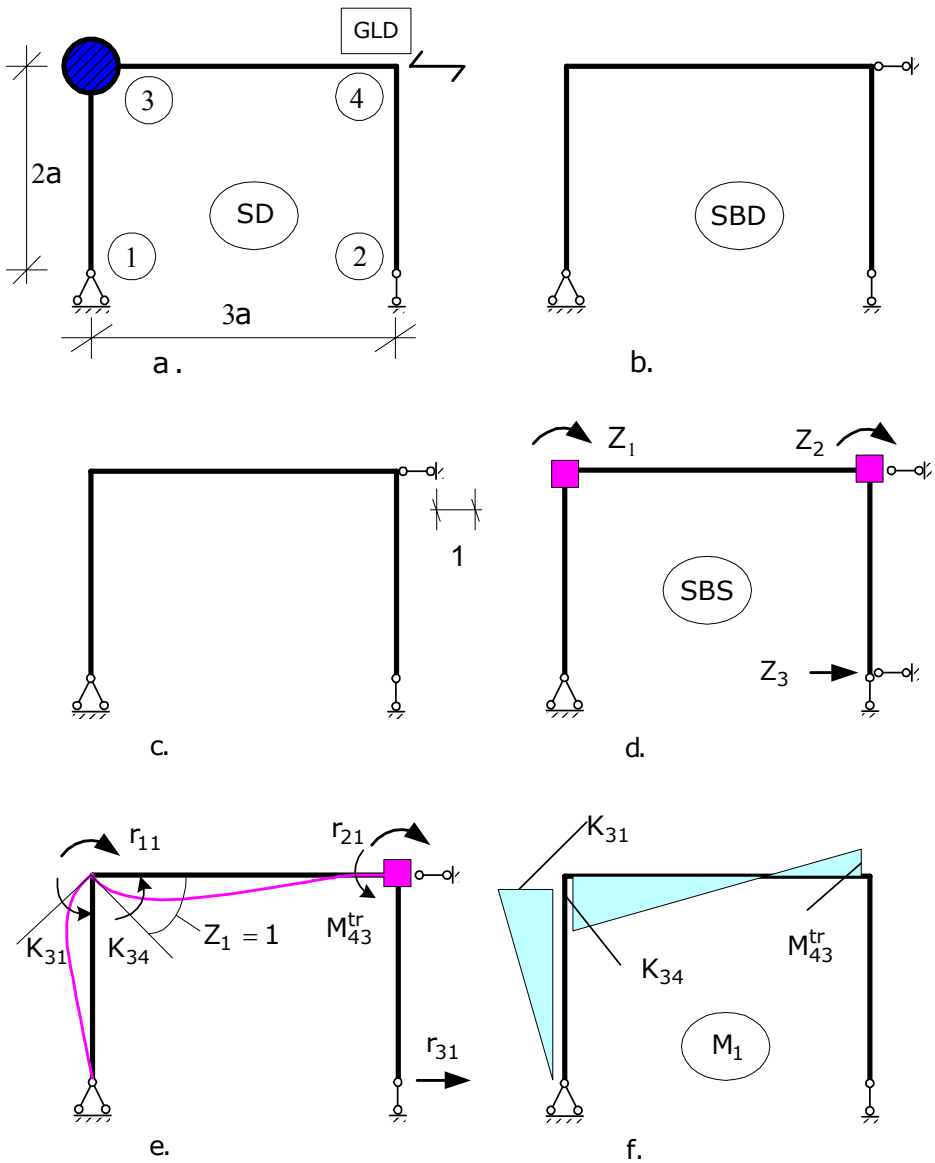 GLD
3
4
2a
SD
1
2
3a
a.
SBD
b.
1
c.
Z₁
Z₂
SBS
Z₃
d.
r₁₁
r₂₁
K₃₁
K₃₄
Z₁ = 1
M₄₃ᵗʳ
r₃₁
e.
K₃₁
K₃₄
M₄₃ᵗʳ
M₁
f.